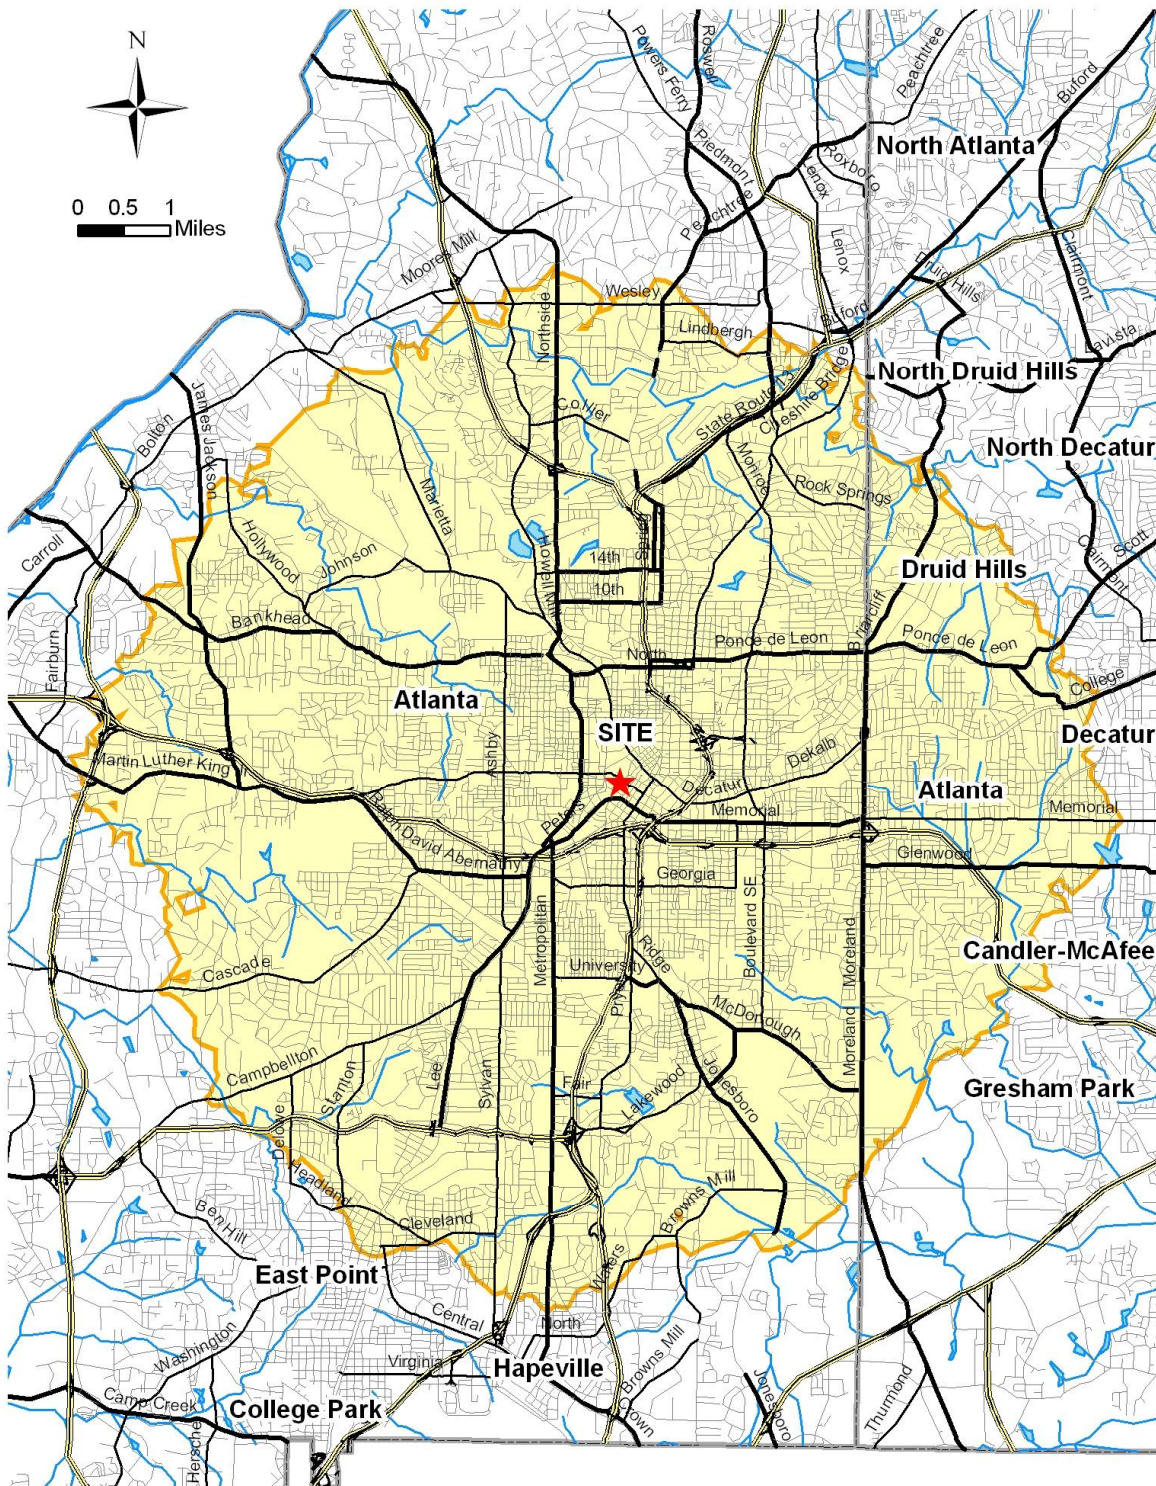 N
0 0.5 1
Miles
Powers Ferry
Roswell
Peachtree
Buford
Piedmont
Roxboro
Lenox
North Atlanta
Peachtree
Lenox
Moores Mill
Clairmont
Druid Hills
Wesley
Northside
Lindbergh
Buford
Lavista
North Druid Hills
James Jackson
Bolton
Collier
State Route 13
Cheshire Bridge
North Decatur
Monroe
Marietta
Rock Springs
Carroll
Hollywood
Johnson
Howell Mill
Spring
14th
10th
Scott
Clairmont
Druid Hills
Bankhead
Fairburn
Briarcliff
Ponce de Leon
Ponce de Leon
North
College
Atlanta
SITE
Decatur
Ashby
Martin Luther King
Dekalb
Decatur
Atlanta
Memorial
Memorial
Peters
Ralph David Abernathy
Glenwood
Georgia
Boulevard SE
Metropolitan
Moreland
Moreland
Candler-McAfee
Cascade
University
Ridge
Pryor
McDonough
Campbellton
Stanton
Lee
Sylvan
Fair
Lakewood
Jonesboro
Gresham Park
Delowe
Headland
Ben Hill
Cleveland
Browns Mill
Waters
East Point
Central
North
Washington
Virginia
Hapeville
Browns Mill
Crown
Jonesboro
Thurmond
Camp Creek
College Park
Herschel